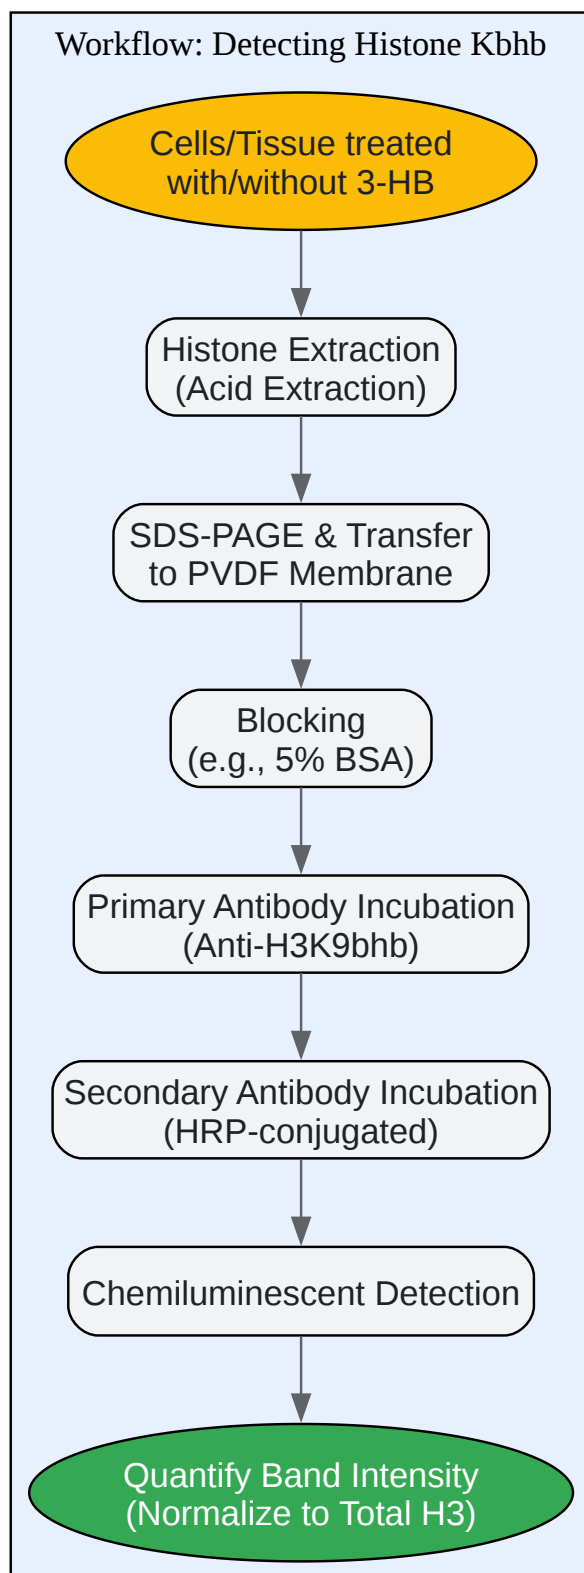 Workflow: Detecting Histone Kbhb
Cells/Tissue treated
with/without 3-HB
Histone Extraction
(Acid Extraction)
SDS-PAGE & Transfer
to PVDF Membrane
Blocking
(e.g., 5% BSA)
Primary Antibody Incubation
(Anti-H3K9bhb)
Secondary Antibody Incubation
(HRP-conjugated)
Chemiluminescent Detection
Quantify Band Intensity
(Normalize to Total H3)